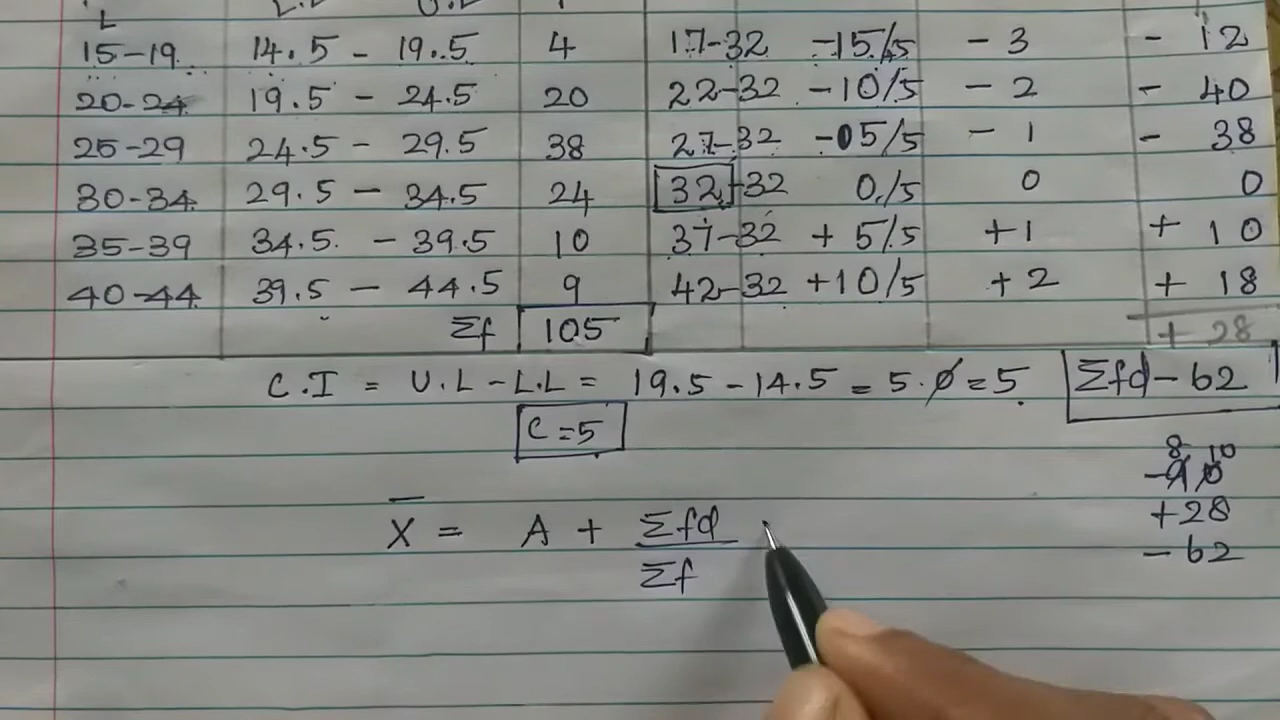 L
15-19 14.5 - 19.5 4 17-32 -15/5 - 3 - 12
20-24 19.5 - 24.5 20 22-32 -10/5 - 2 - 40
25-29 24.5 - 29.5 38 27-32 -05/5 - 1 - 38
30-34 29.5 - 34.5 24 32-32 0/5 0 0
35-39 34.5 - 39.5 10 37-32 + 5/5 +1 + 10
40-44 39.5 - 44.5 9 42-32 +10/5 +2 + 18
Σf 105 + 28
C.I = U.L - L.L = 19.5 - 14.5 = 5.0 = 5 Σfd - 62
C = 5
8 10
-90
+28
-62
X̄ = A + Σfd
Σf